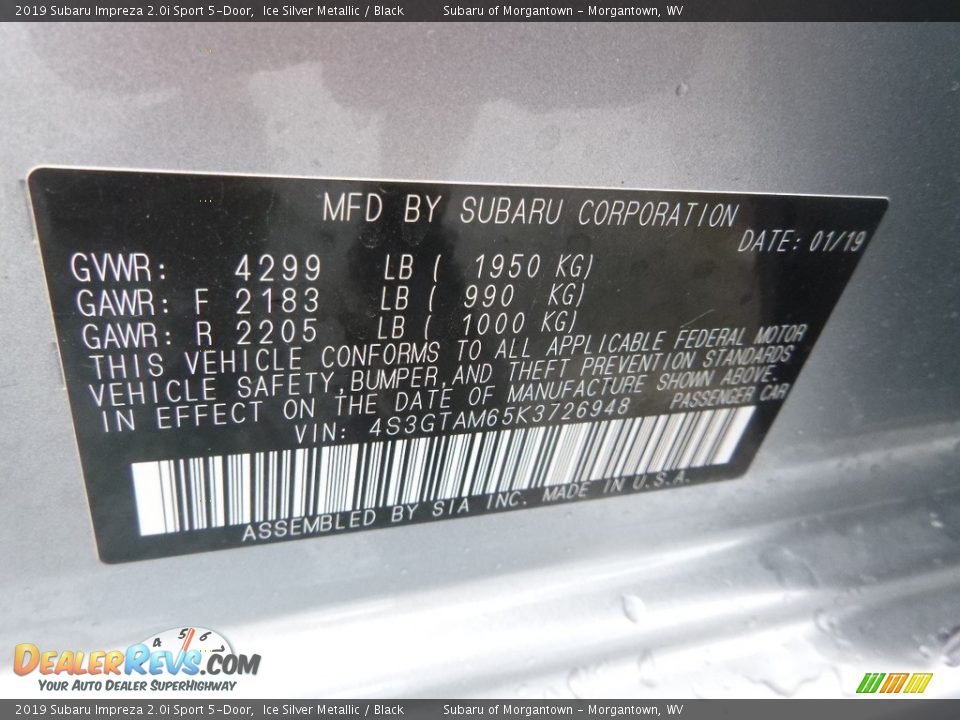 2019 Subaru Impreza 2.0i Sport 5-Door, Ice Silver Metallic / Black Subaru of Morgantown - Morgantown, WV
MFD BY SUBARU CORPORATION
DATE: 01/19
GVWR: 4299 LB ( 1950 KG)
GAWR: F 2183 LB ( 990 KG)
GAWR: R 2205 LB ( 1000 KG)
THIS VEHICLE CONFORMS TO ALL APPLICABLE FEDERAL MOTOR
VEHICLE SAFETY,BUMPER,AND THEFT PREVENTION STANDARDS
IN EFFECT ON THE DATE OF MANUFACTURE SHOWN ABOVE.
VIN: 4S3GTAM65K3726948 PASSENGER CAR
ASSEMBLED BY SIA INC. MADE IN U.S.A.
4 5 6
DEALERREVS.COM
YOUR AUTO DEALER SUPERHIGHWAY
2019 Subaru Impreza 2.0i Sport 5-Door, Ice Silver Metallic / Black Subaru of Morgantown - Morgantown, WV